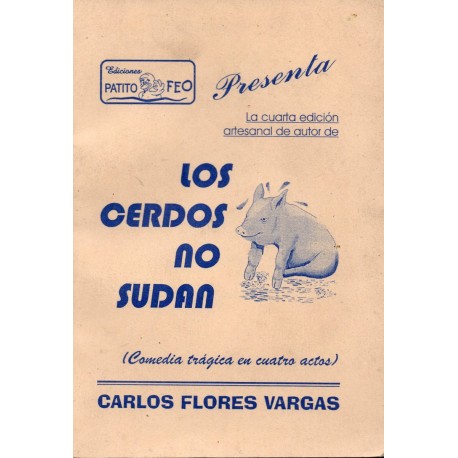 Ediciones
PATITO FEO
Presenta
La cuarta edición
artesanal de autor de
LOS
CERDOS
NO
SUDAN
(Comedia trágica en cuatro actos)
CARLOS FLORES VARGAS